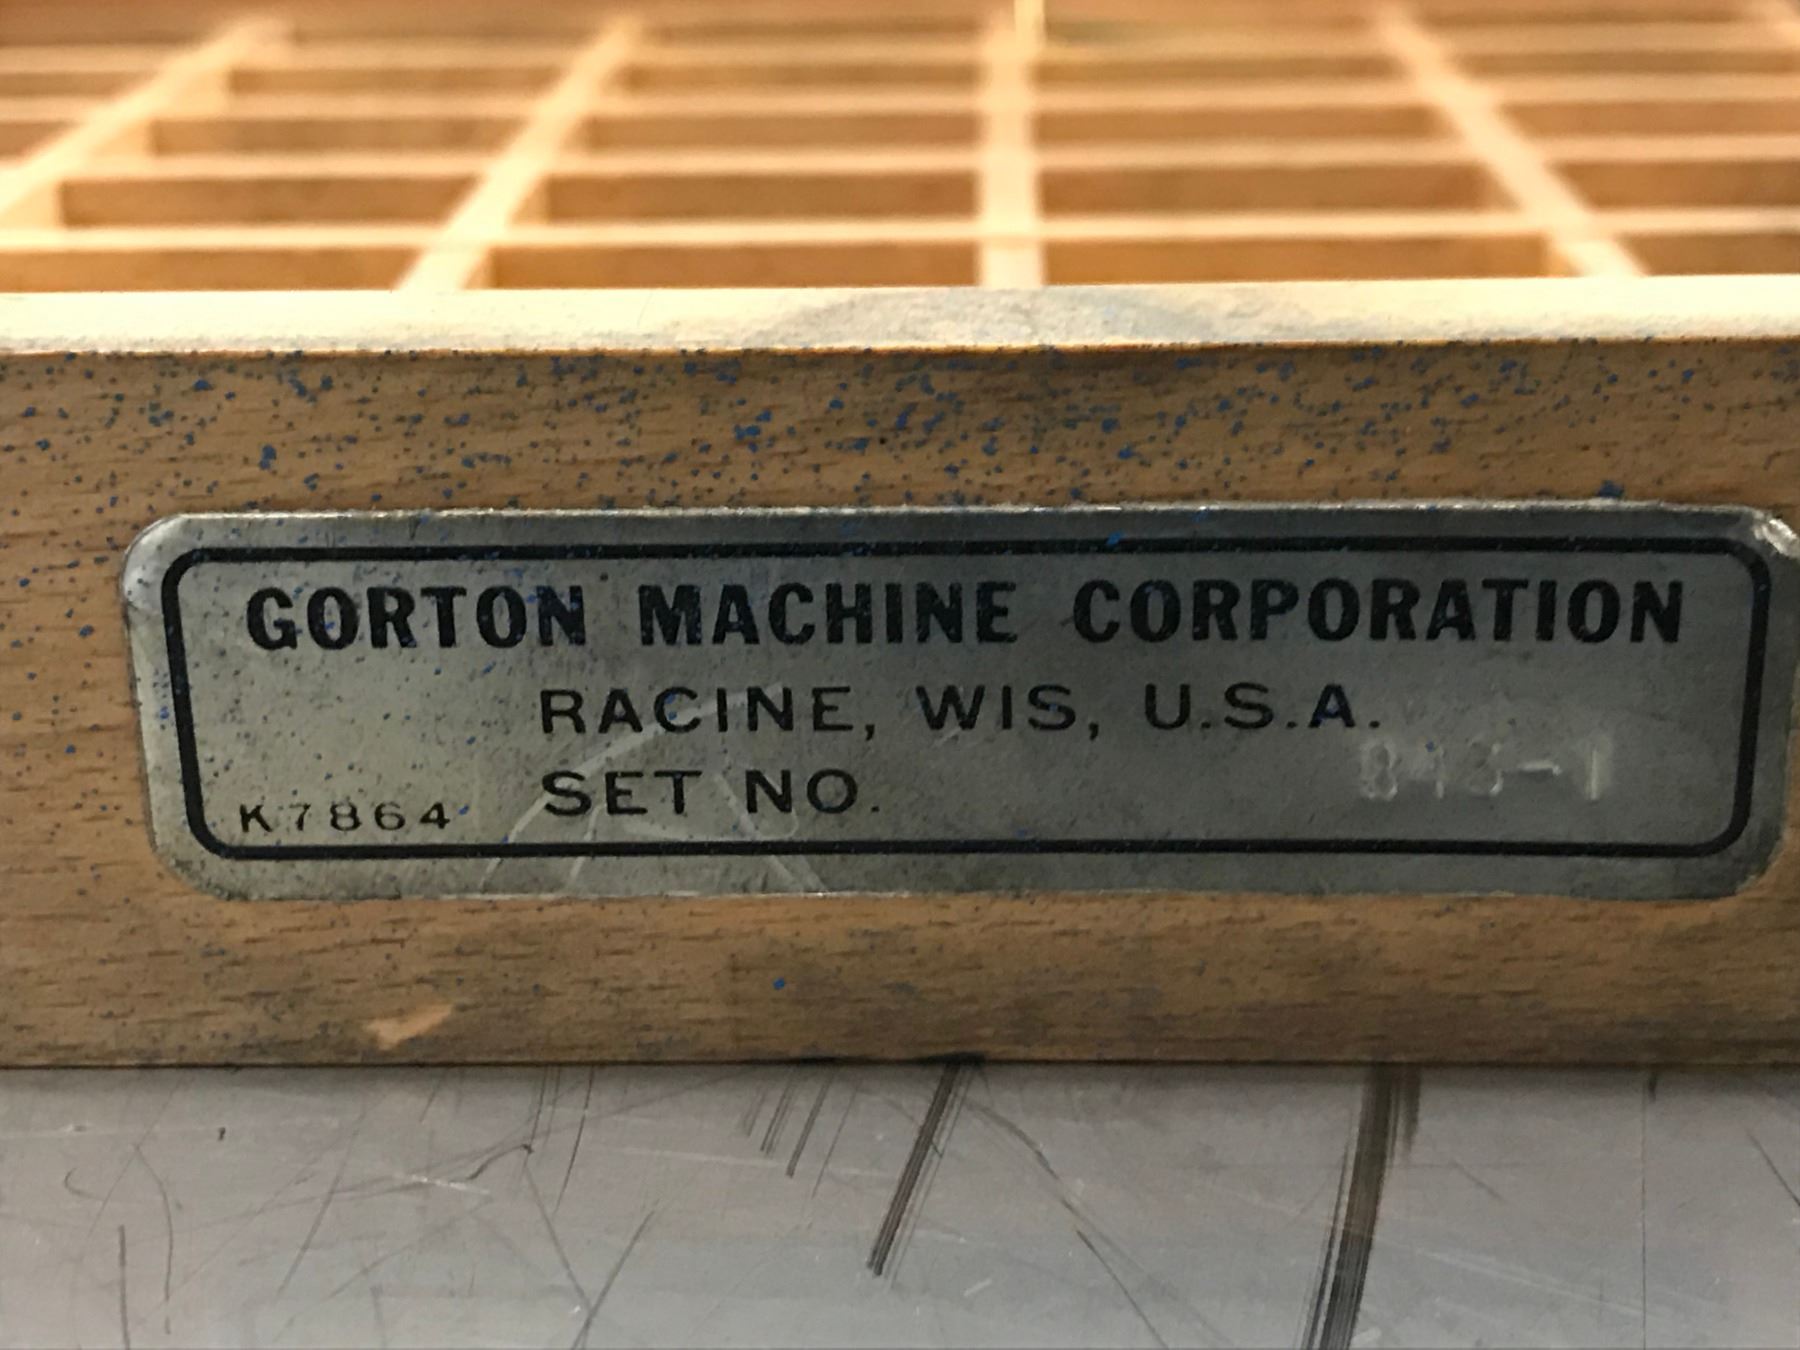 GORTON MACHINE CORPORATION
RACINE, WIS, U.S.A.
SET NO.
K7864